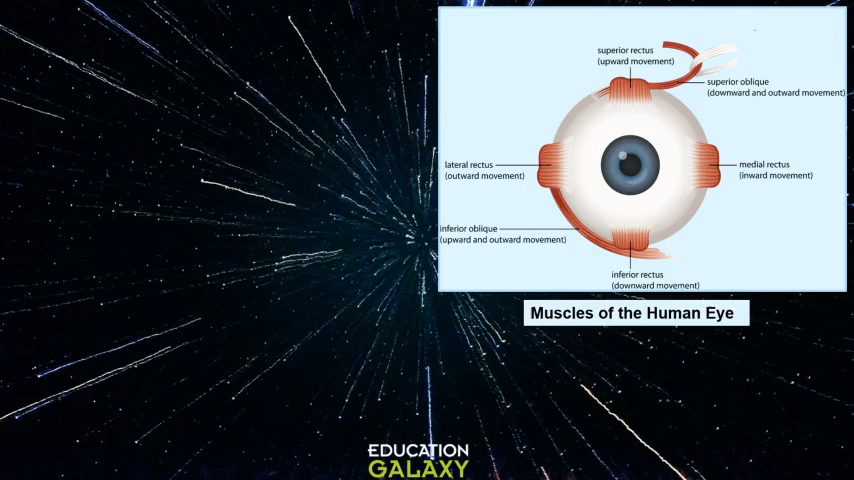 superior rectus
(upward movement)
superior oblique
(downward and outward movement)
lateral rectus
(outward movement)
medial rectus
(inward movement)
inferior oblique
(upward and outward movement)
inferior rectus
(downward movement)
Muscles of the Human Eye
EDUCATION
GALAXY